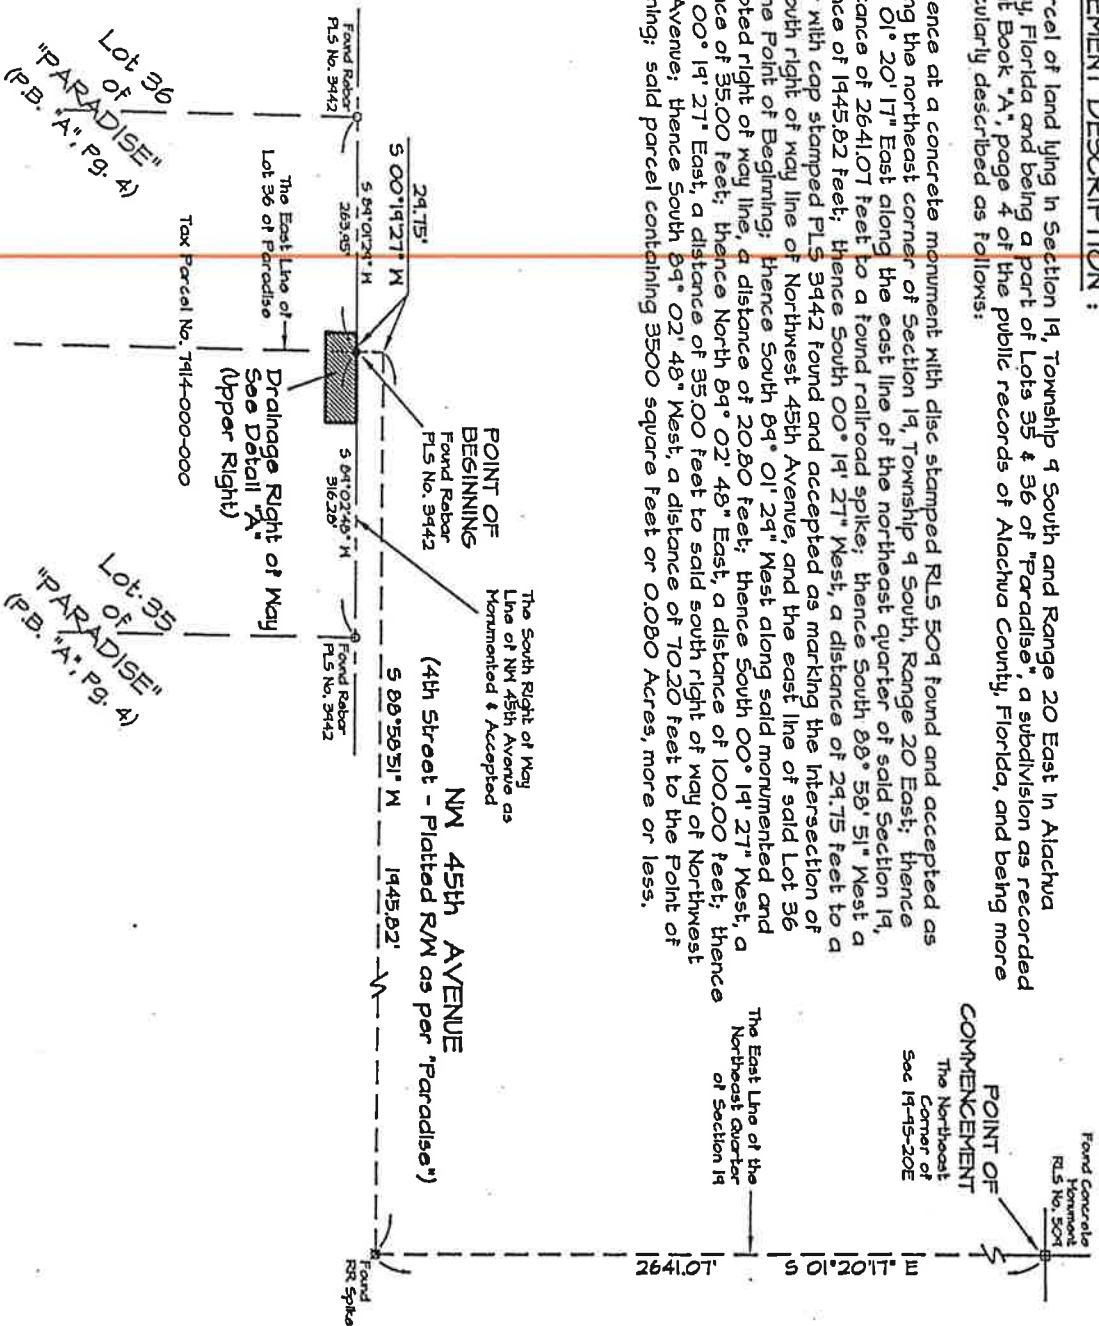 EMENT DESCRIPTION :
rcel of land lying in Section 19, Township 9 South and Range 20 East in Alachua
y, Florida and being a part of Lots 35 & 36 of "Paradise", a subdivision as recorded
t Book "A", page 4 of the public records of Alachua County, Florida, and being more
cularly described as follows:
ence at a concrete monument with disc stamped RLS 509 found and accepted as
ng the northeast corner of Section 19, Township 9 South, Range 20 East; thence
01° 20' 17" East along the east line of the northeast quarter of said Section 19,
tance of 2641.07 feet to a found railroad spike; thence South 88° 58' 51" West a
nce of 1945.82 feet; thence South 00° 19' 27" West, a distance of 29.75 feet to a
r with cap stamped PLS 3942 found and accepted as marking the intersection of
outh right of way line of Northwest 45th Avenue, and the east line of said Lot 36
he Point of Beginning; thence South 89° 01' 29" West along said monumented and
pted right of way line, a distance of 20.80 feet; thence South 00° 19' 27" West, a
nce of 35.00 feet; thence North 89° 02' 48" East, a distance of 100.00 feet; thence
00° 19' 27" East, a distance of 35.00 feet to said south right of way of Northwest
Avenue; thence South 89° 02' 48" West, a distance of 70.20 feet to the Point of
ning; said parcel containing 3500 square feet or 0.080 Acres, more or less.
Found Concrete
Monument
RLS No. 509
POINT OF
COMMENCEMENT
The Northeast
Corner of
Sec 19-9S-20E
The East Line of the
Northeast Quarter
of Section 19
S 01°20'17" E
2641.07'
Found
RR Spike
NW 45th AVENUE
(4th Street - Platted R/W as per "Paradise")
S 88°58'51" W 1945.82'
The South Right of Way
Line of NW 45th Avenue as
Monumented & Accepted
POINT OF
BEGINNING
Found Rebar
PLS No. 3942
29.75'
S 00°19'27" W
S 89°01'29" W
263.95'
Found Rebar
PLS No. 3942
S 89°02'48" W
316.28'
Found Rebar
PLS No. 3942
The East Line of
Lot 36 of Paradise
Drainage Right of Way
See Detail "A"
(Upper Right)
Tax Parcel No. 7914-000-000
Lot 36
of
"PARADISE"
(P.B. "A", Pg. 4)
Lot 35
of
"PARADISE"
(P.B. "A", Pg. 4)